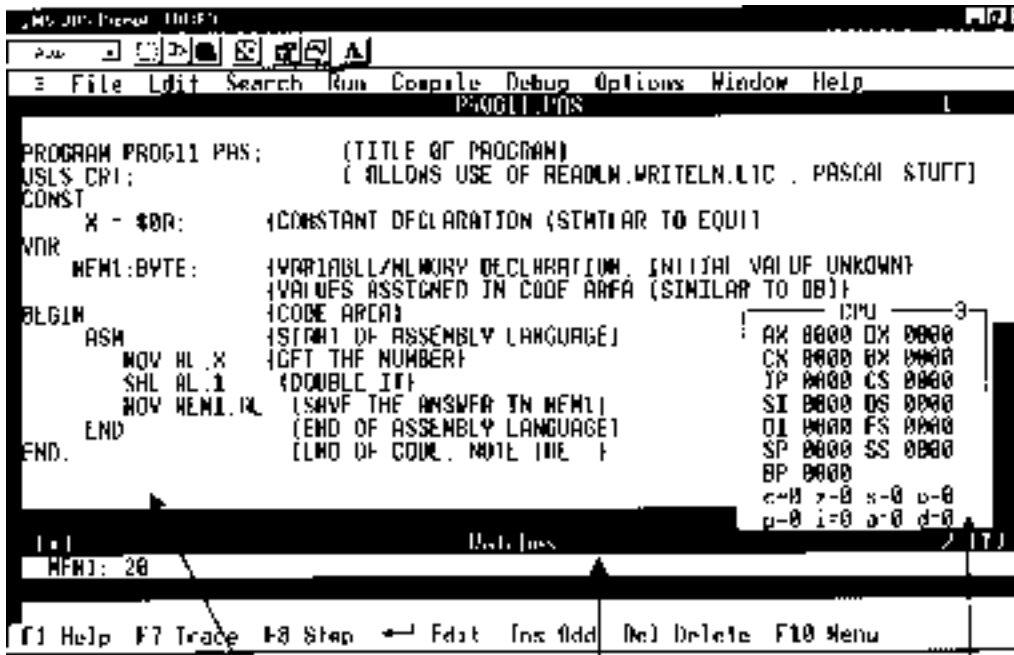 Auto
A
≡ File Edit Search Run Compile Debug Options Window Help
PROG11.PAS 1
PROGRAM PROG11 PAS; {TITLE OF PROGRAM}
USES CRT; { ALLOWS USE OF READLN,WRITELN,ETC , PASCAL STUFF}
CONST
X = $0A; {CONSTANT DECLARATION (SIMILAR TO EQU)}
VAR
MEM1:BYTE; {VARIABLE/MEMORY DECLARATION, INITIAL VALUE UNKOWN}
{VALUES ASSIGNED IN CODE AREA (SIMILAR TO DB)}
BEGIN {CODE AREA}
ASM {START OF ASSEMBLY LANGUAGE}
MOV AL,X {GET THE NUMBER}
SHL AL,1 {DOUBLE IT}
MOV MEM1,AL {SAVE THE ANSWER IN MEM1}
END {END OF ASSEMBLY LANGUAGE}
END. {END OF CODE, NOTE THE }
CPU 3
AX 0000 DX 0000
CX 0000 BX 0000
IP 0000 CS 0000
SI 0000 DS 0000
DI 0000 ES 0000
SP 0000 SS 0000
BP 0000
c=0 z=0 s=0 o=0
p=0 i=0 a=0 d=0
Watches
MEM1: 20
F1 Help F7 Trace F8 Step ←┘ Edit Ins Add Del Delete F10 Menu